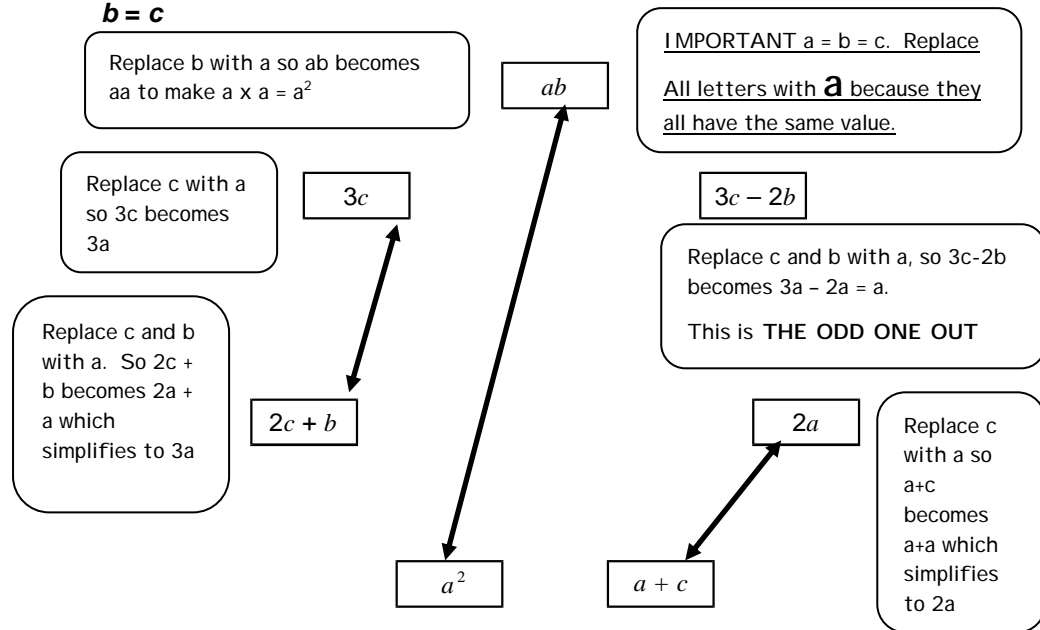 b = c
Replace b with a so ab becomes
aa to make a x a = a²
ab
IMPORTANT a = b = c. Replace
All letters with a because they
all have the same value.
Replace c with a
so 3c becomes
3a
3c
3c – 2b
Replace c and b with a, so 3c-2b
becomes 3a – 2a = a.
This is THE ODD ONE OUT
Replace c and b
with a. So 2c +
b becomes 2a +
a which
simplifies to 3a
2c + b
2a
Replace c
with a so
a+c
becomes
a+a which
simplifies
to 2a
a²
a + c